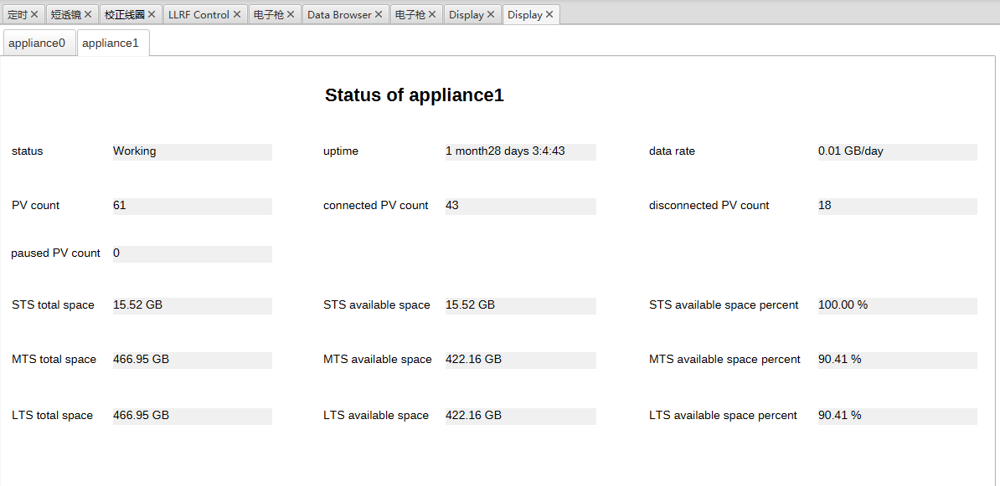 定时 短透镜 校正线圈 LLRF Control 电子枪 Data Browser 电子枪 Display Display
appliance0 appliance1
Status of appliance1
status Working uptime 1 month28 days 3:4:43 data rate 0.01 GB/day
PV count 61 connected PV count 43 disconnected PV count 18
paused PV count 0
STS total space 15.52 GB STS available space 15.52 GB STS available space percent 100.00 %
MTS total space 466.95 GB MTS available space 422.16 GB MTS available space percent 90.41 %
LTS total space 466.95 GB LTS available space 422.16 GB LTS available space percent 90.41 %